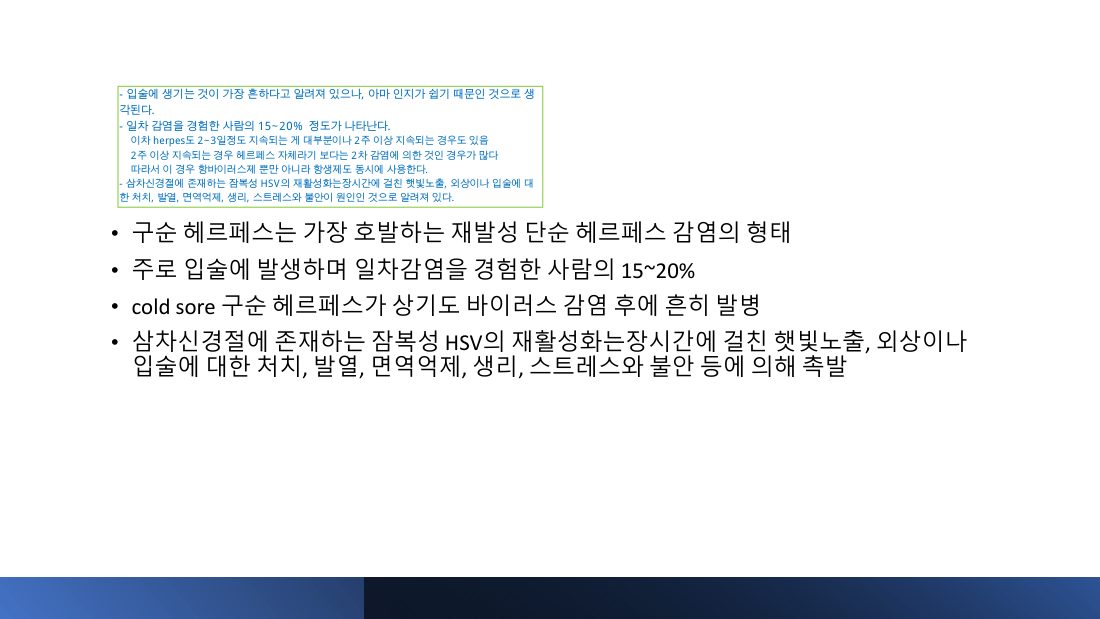 - 입술에 생기는 것이 가장 흔하다고 알려져 있으나, 아마 인지가 쉽기 때문인 것으로 생
각된다.
- 일차 감염을 경험한 사람의 15~20% 정도가 나타난다.
이차 herpes도 2~3일정도 지속되는 게 대부분이나 2주 이상 지속되는 경우도 있음
2주 이상 지속되는 경우 헤르페스 자체라기 보다는 2차 감염에 의한 것인 경우가 많다
따라서 이 경우 항바이러스제 뿐만 아니라 항생제도 동시에 사용한다.
- 삼차신경절에 존재하는 잠복성 HSV의 재활성화는장시간에 걸친 햇빛노출, 외상이나 입술에 대
한 처치, 발열, 면역억제, 생리, 스트레스와 불안이 원인인 것으로 알려져 있다.
• 구순 헤르페스는 가장 호발하는 재발성 단순 헤르페스 감염의 형태
• 주로 입술에 발생하며 일차감염을 경험한 사람의 15~20%
• cold sore 구순 헤르페스가 상기도 바이러스 감염 후에 흔히 발병
• 삼차신경절에 존재하는 잠복성 HSV의 재활성화는장시간에 걸친 햇빛노출, 외상이나
입술에 대한 처치, 발열, 면역억제, 생리, 스트레스와 불안 등에 의해 촉발